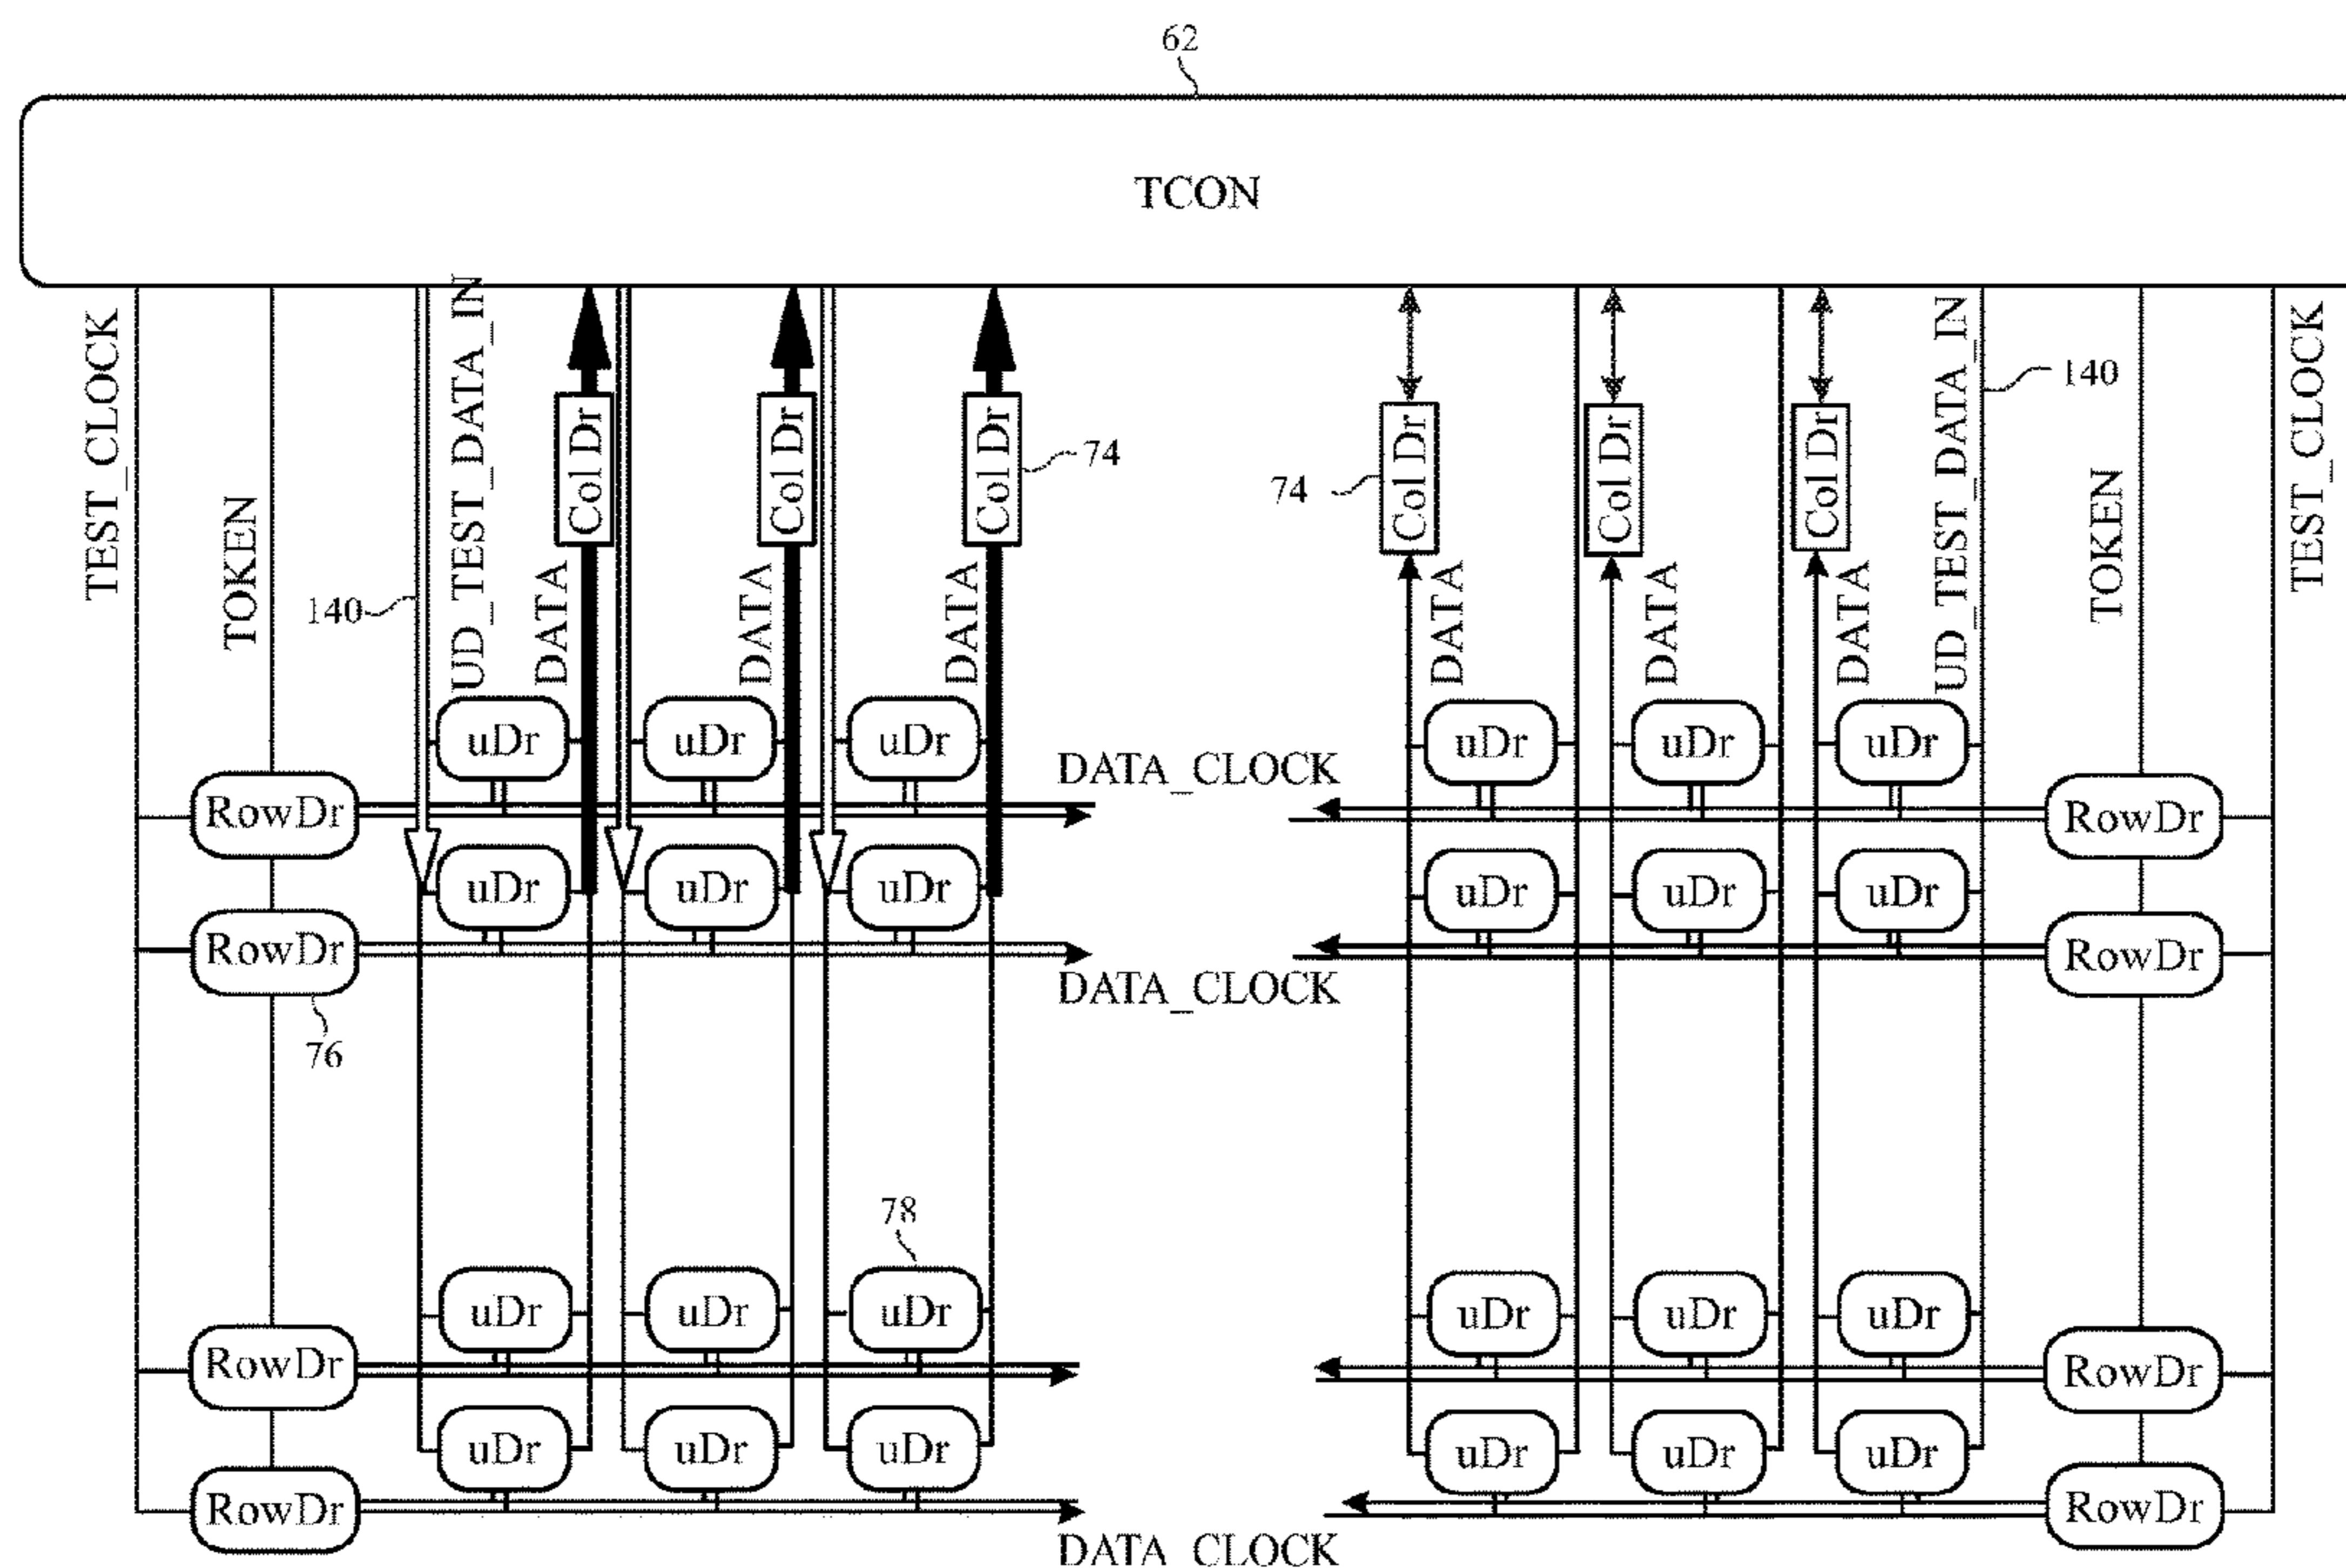 62
TCON
TEST_CLOCK
TOKEN
140
UD_TEST_DATA_IN
DATA
Col Dr
DATA
Col Dr
DATA
Col Dr
74
74
Col Dr
DATA
Col Dr
DATA
Col Dr
DATA
UD_TEST_DATA_IN
140
TOKEN
TEST_CLOCK
uDr uDr uDr uDr uDr uDr
RowDr DATA_CLOCK RowDr
uDr uDr uDr uDr uDr uDr
RowDr DATA_CLOCK RowDr
76
78
uDr uDr uDr uDr uDr uDr
RowDr RowDr
uDr uDr uDr uDr uDr uDr
RowDr DATA_CLOCK RowDr